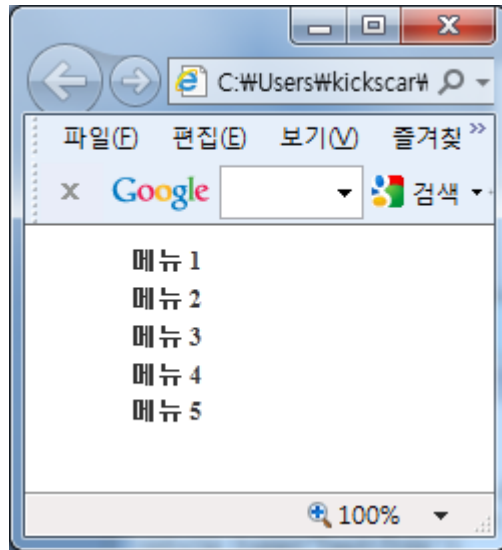 C:₩Users₩kickscar₩
파일(F) 편집(E) 보기(V) 즐겨찾 »
x Google 검색
메뉴 1
메뉴 2
메뉴 3
메뉴 4
메뉴 5
100%